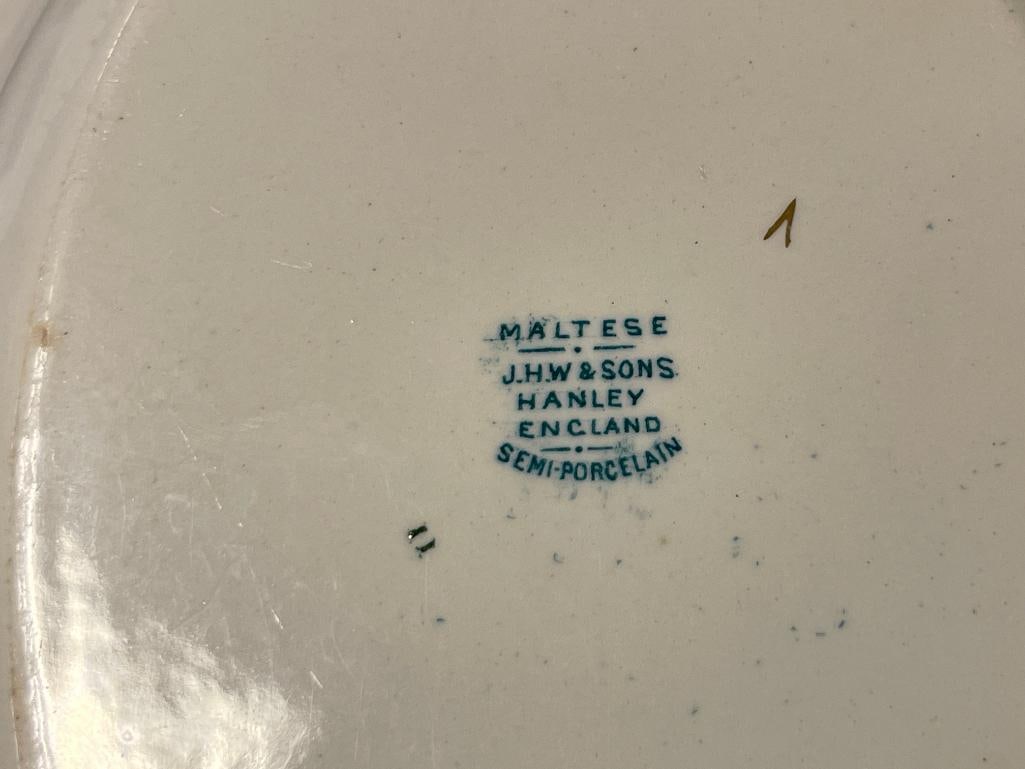 MALTESE
J.H.W & SONS
HANLEY
ENGLAND
SEMI-PORCELAIN